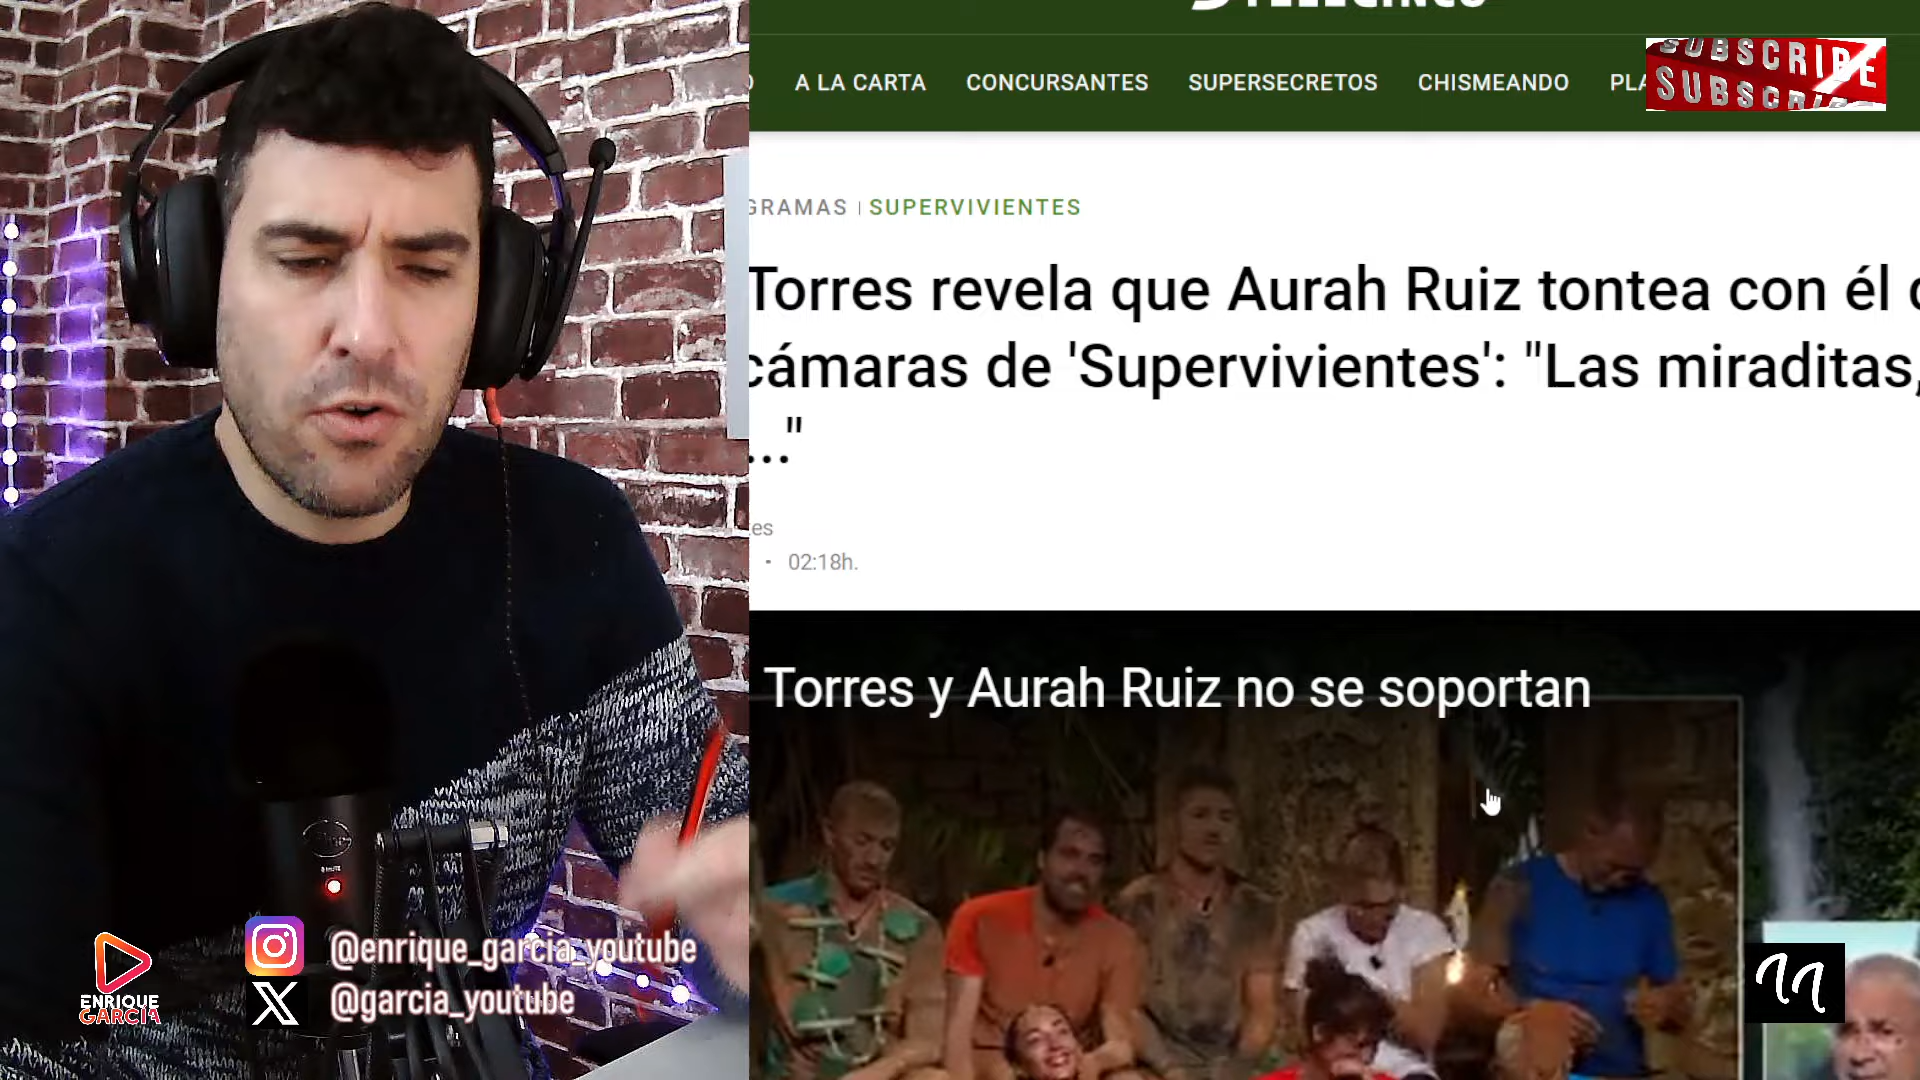 A LA CARTA CONCURSANTES SUPERSECRETOS CHISMEANDO
SUBSCRIBE
SUBSCRIBE
SUPERVIVIENTES
Torres revela que Aurah Ruiz tontea con él
cámaras de 'Supervivientes': "Las miraditas,
..."
02:18h.
Torres y Aurah Ruiz no se soportan
ENRIQUE
GARCIA
@enrique_garcia_youtube
@garcia_youtube